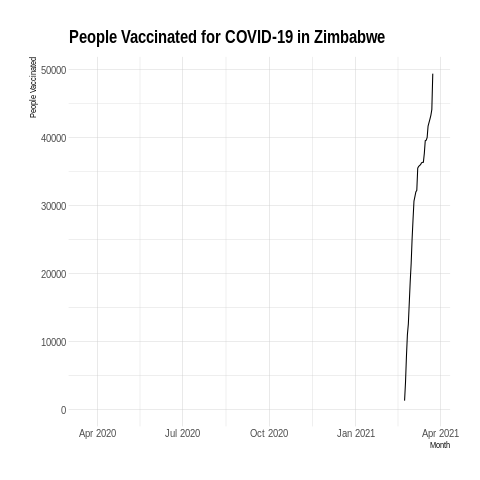 People Vaccinated for COVID-19 in Zimbabwe
People Vaccinated
50000
40000
30000
20000
10000
0
Apr 2020 Jul 2020 Oct 2020 Jan 2021 Apr 2021
Month